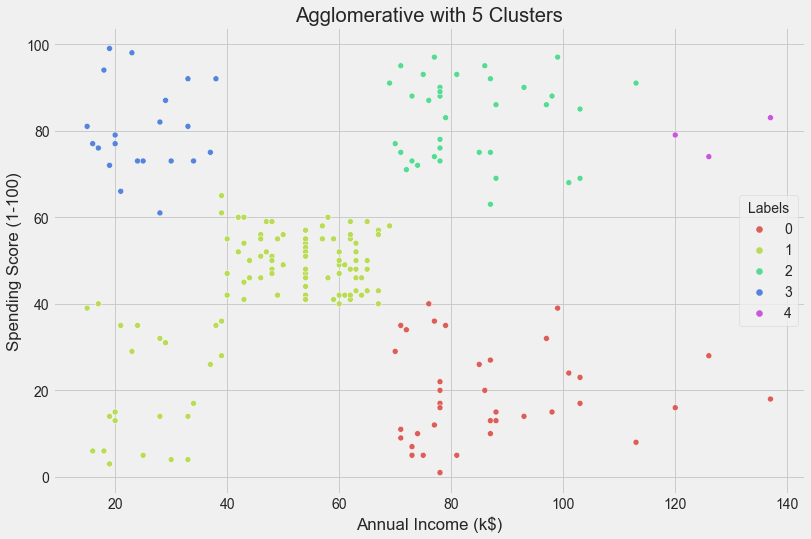 Agglomerative with 5 Clusters
100
80
60
40
20
0
Spending Score (1-100)
Labels
0
1
2
3
4
20 40 60 80 100 120 140
Annual Income (k$)